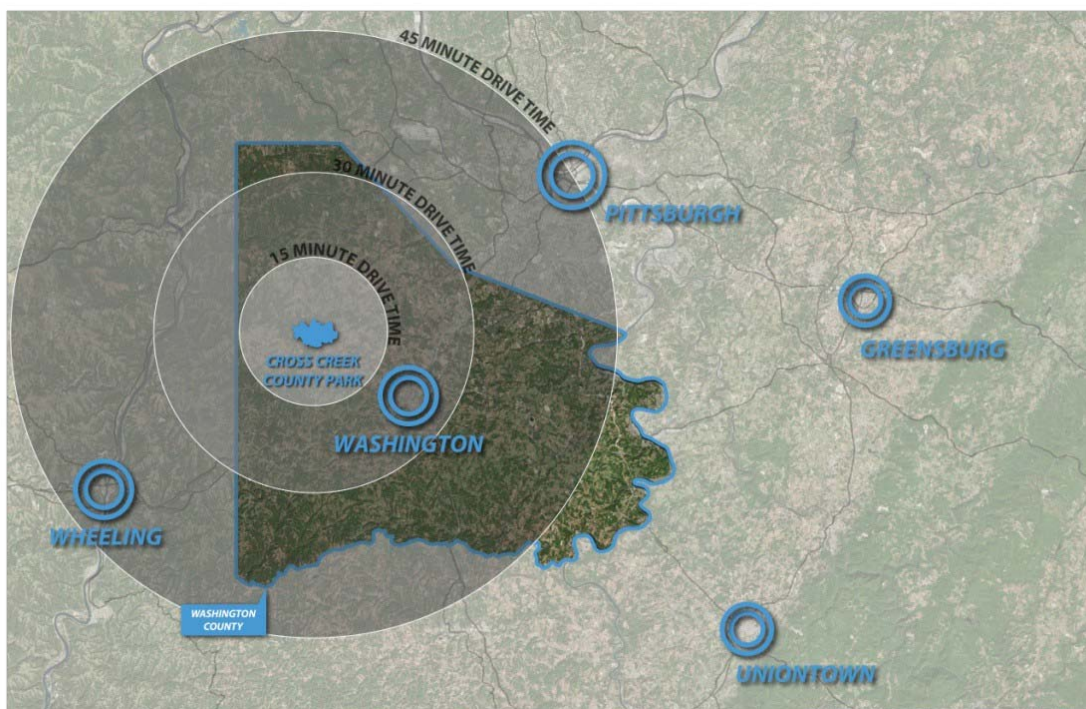 45 MINUTE DRIVE TIME
30 MINUTE DRIVE TIME
15 MINUTE DRIVE TIME
PITTSBURGH
CROSS CREEK
COUNTY PARK
GREENSBURG
WASHINGTON
WHEELING
WASHINGTON
COUNTY
UNIONTOWN